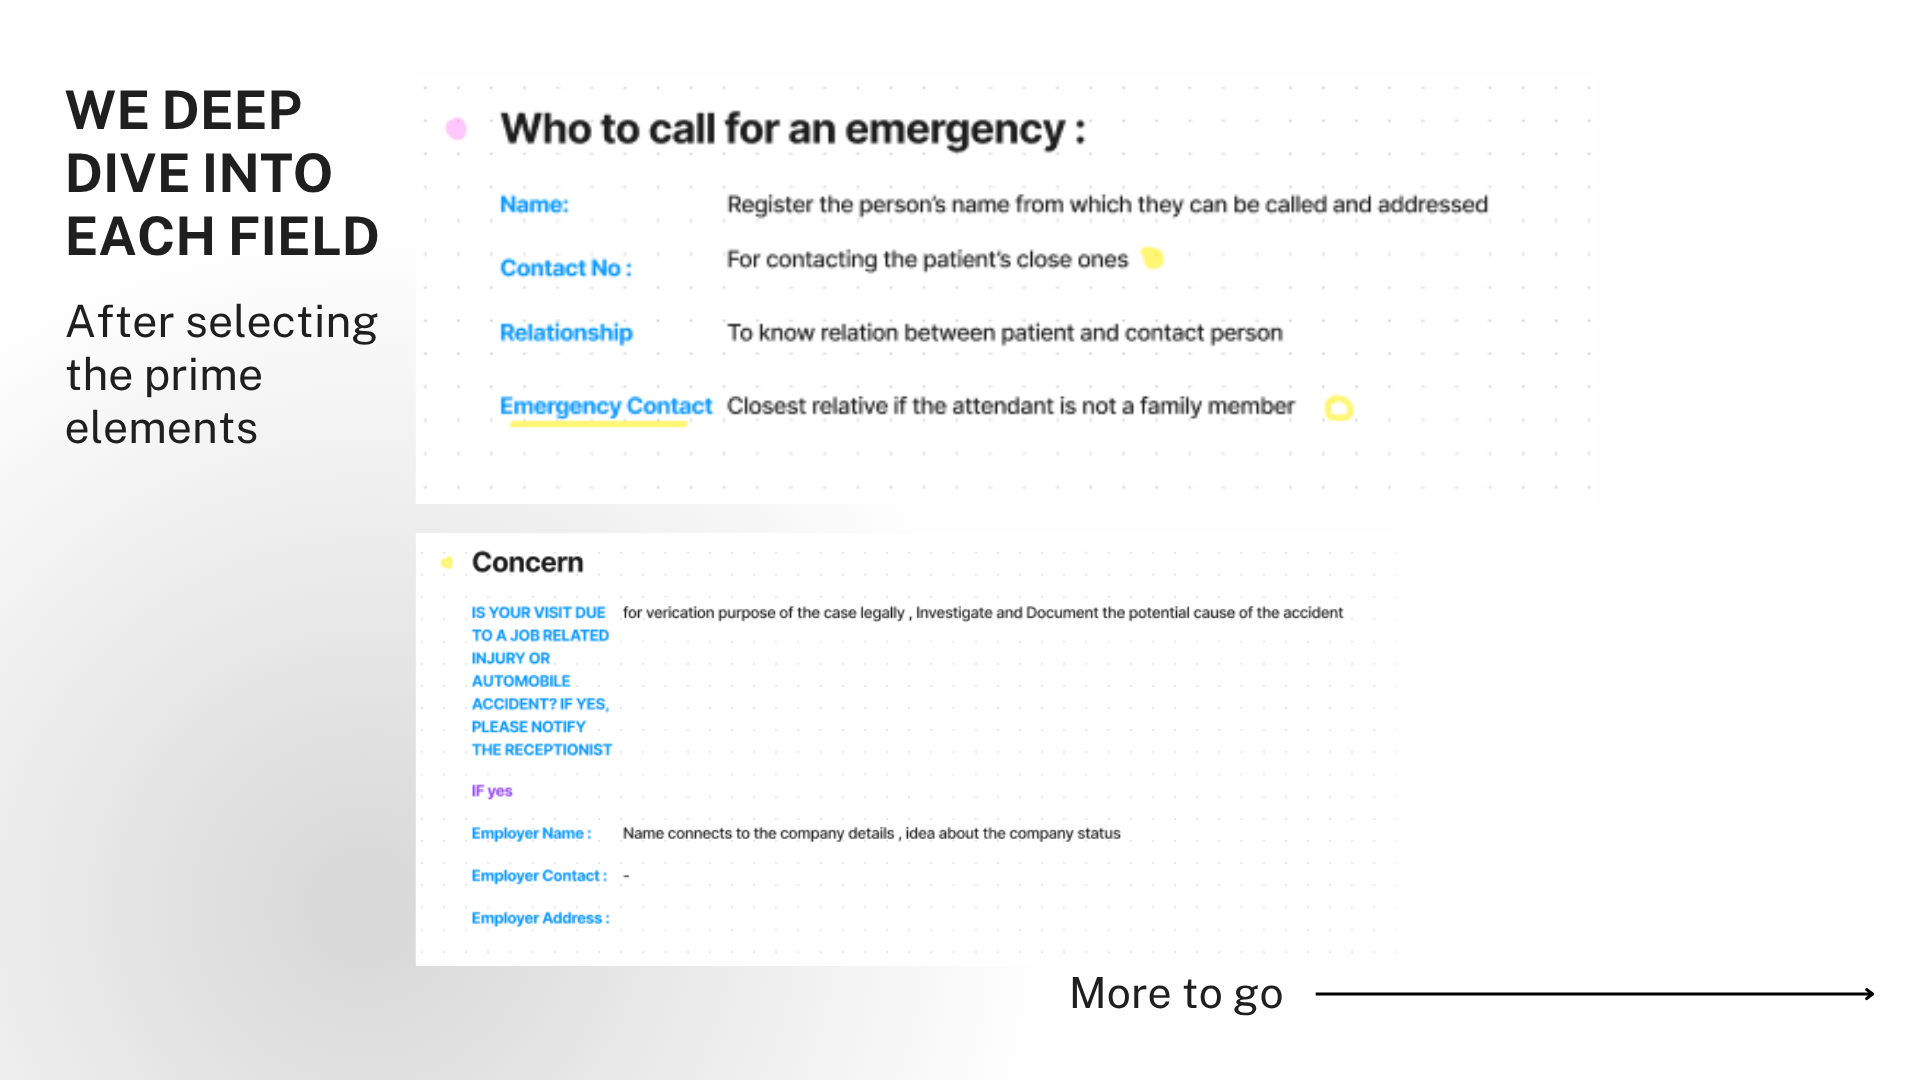 WE DEEP
DIVE INTO
EACH FIELD
After selecting
the prime
elements
Who to call for an emergency :
Name: Register the person's name from which they can be called and addressed
Contact No : For contacting the patient's close ones
Relationship To know relation between patient and contact person
Emergency Contact Closest relative if the attendant is not a family member
Concern
IS YOUR VISIT DUE for verication purpose of the case legally , Investigate and Document the potential cause of the accident
TO A JOB RELATED
INJURY OR
AUTOMOBILE
ACCIDENT? IF YES,
PLEASE NOTIFY
THE RECEPTIONIST
IF yes
Employer Name : Name connects to the company details , idea about the company status
Employer Contact : -
Employer Address :
More to go